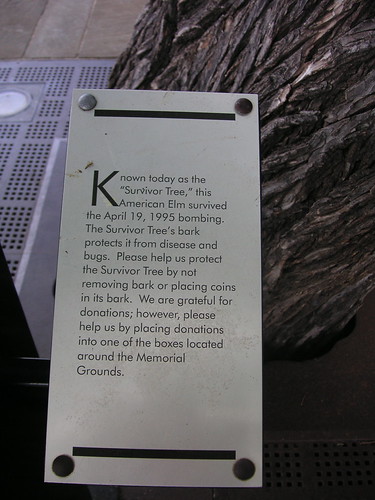 Known today as the
“Survivor Tree,” this
American Elm survived
the April 19, 1995 bombing.
The Survivor Tree’s bark
protects it from disease and
bugs.  Please help us protect
the Survivor Tree by not
removing bark or placing coins
in its bark.  We are grateful for
donations; however, please
help us by placing donations
into one of the boxes located
around the Memorial
Grounds.